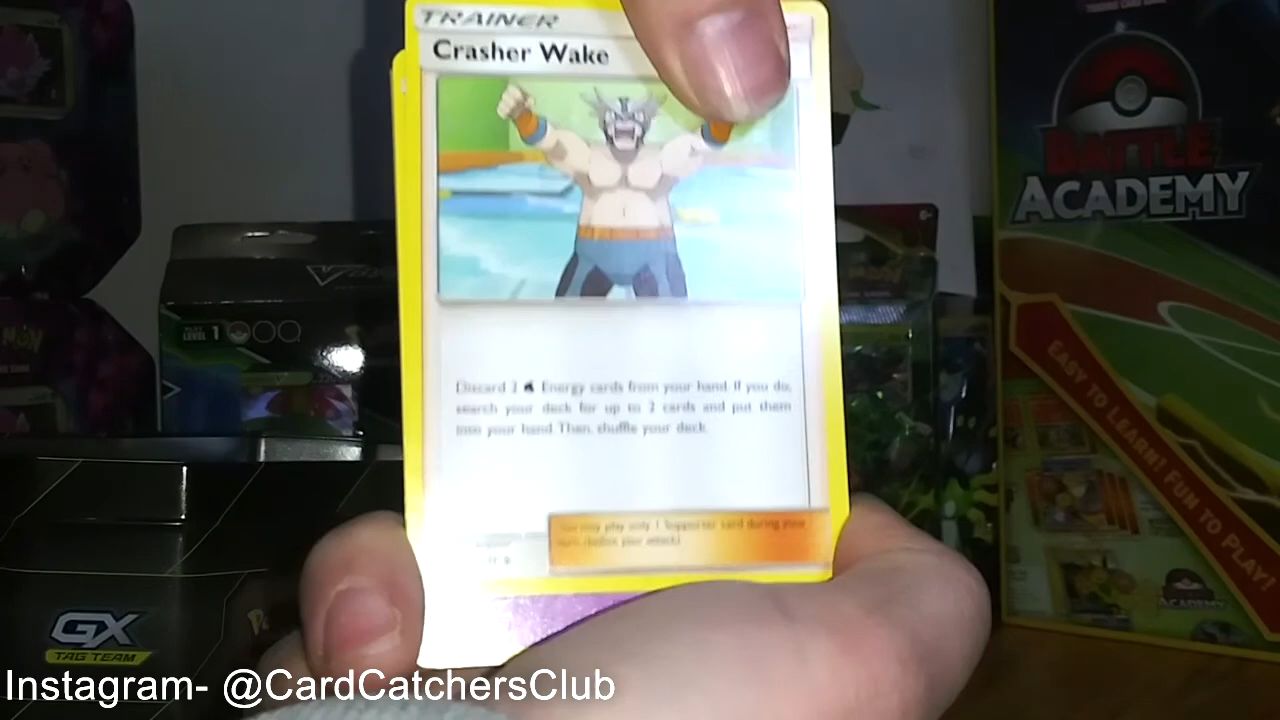 TRAINER
Crasher Wake
Discard 2 Energy cards from your hand. If you do,
search your deck for up to 2 cards and put them
into your hand. Then, shuffle your deck.
You may play only 1 Supporter card during your
turn (before your attack).
BATTLE
ACADEMY
EASY TO LEARN! FUN TO PLAY!
ACADEMY
LEVEL 1
GX
TAG TEAM
Instagram- @CardCatchersClub